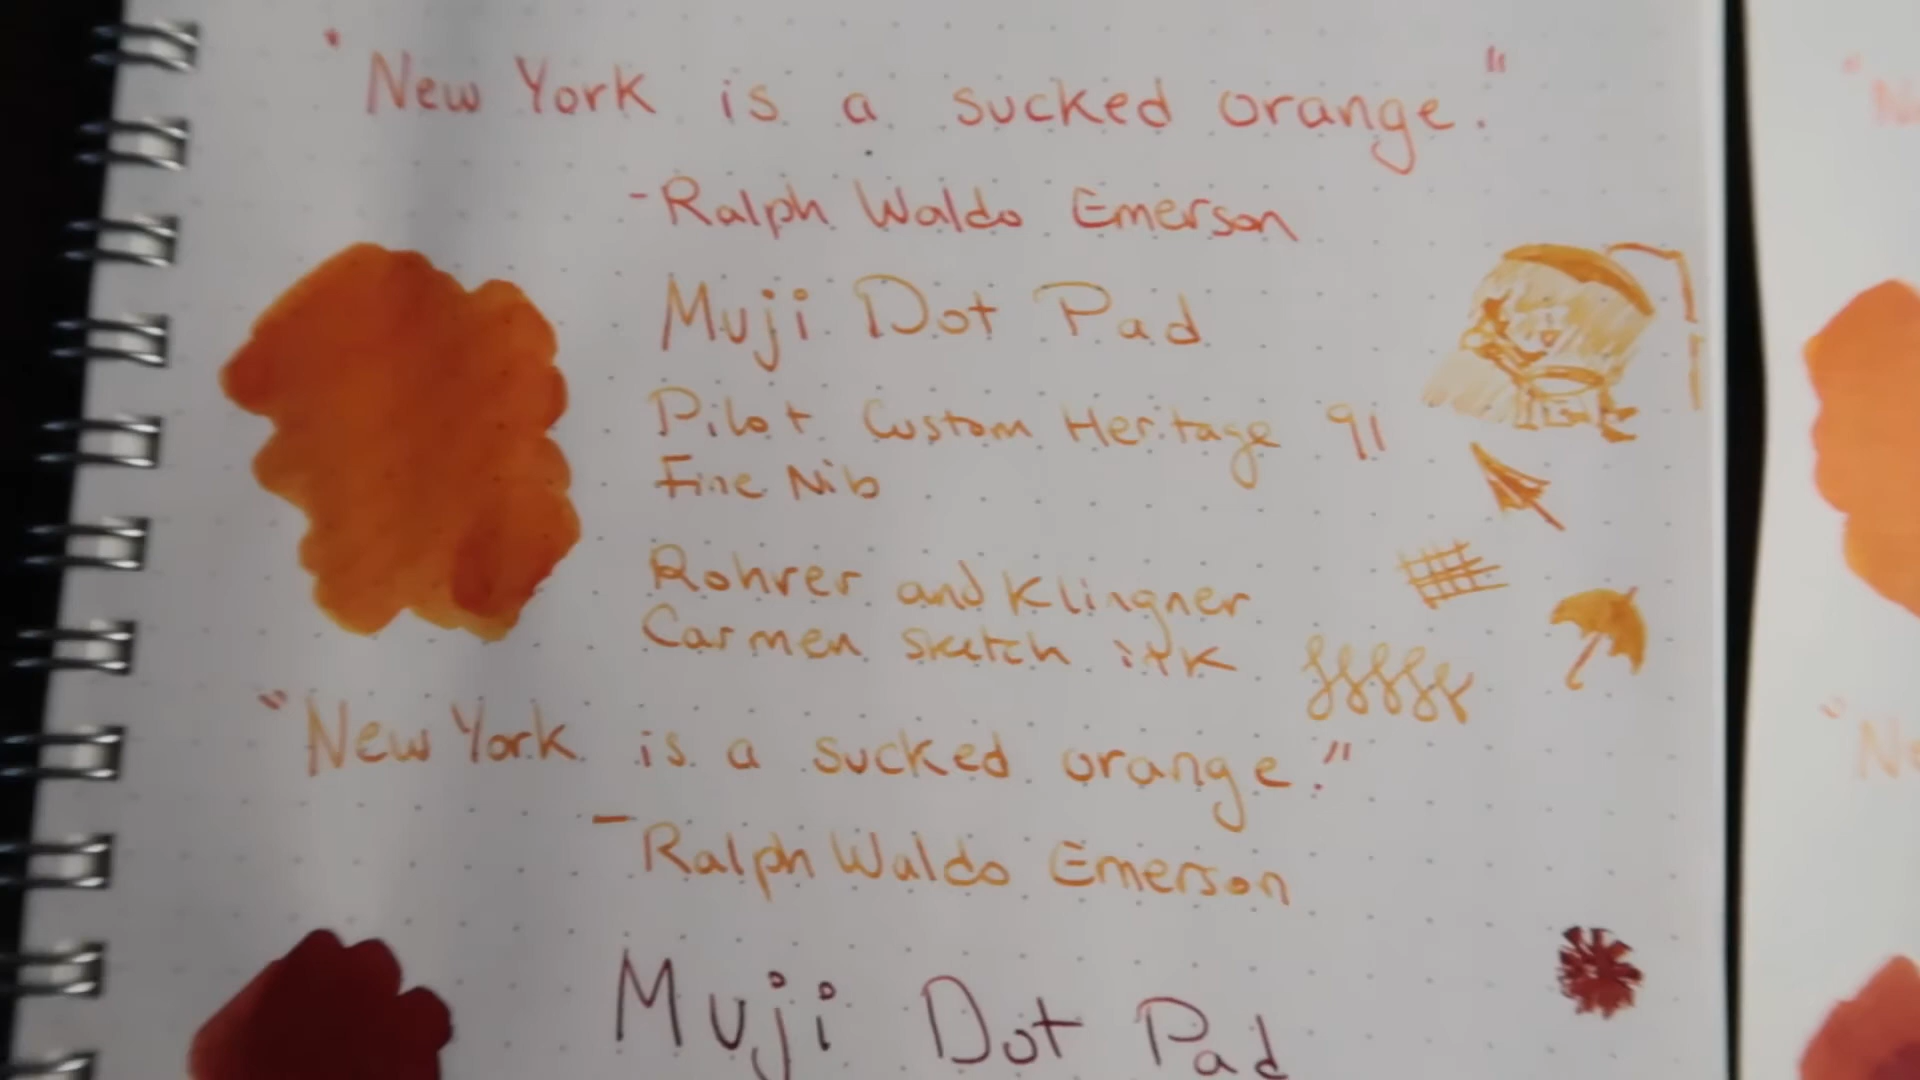 "New York is a sucked orange."
-Ralph Waldo Emerson
Muji Dot Pad
Pilot Custom Heritage 91
Fine Nib
Rohrer and Klingner
Carmen sketch ink
"New York is a sucked orange."
- Ralph Waldo Emerson
Muji Dot Pad